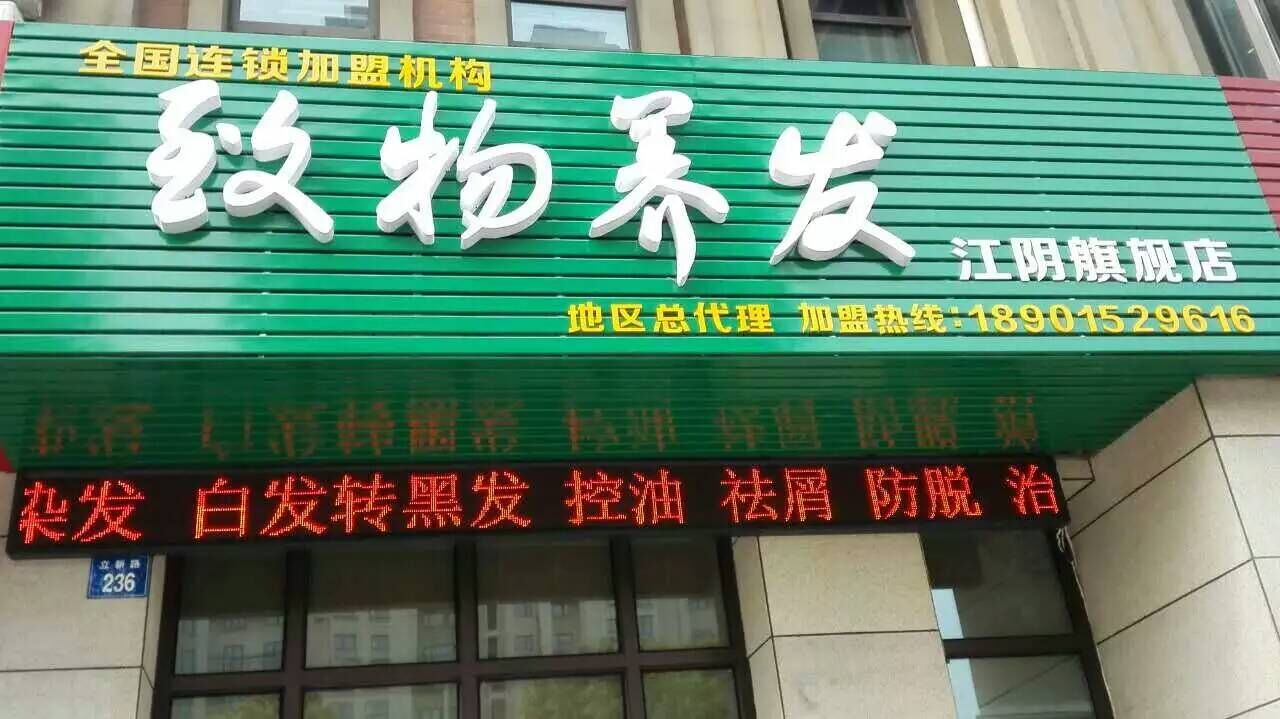 全国连锁加盟机构
致物养发
江阴旗舰店
地区总代理 加盟热线:18901529616
染发 白发转黑发 控油 祛屑 防脱 治
立新路
236